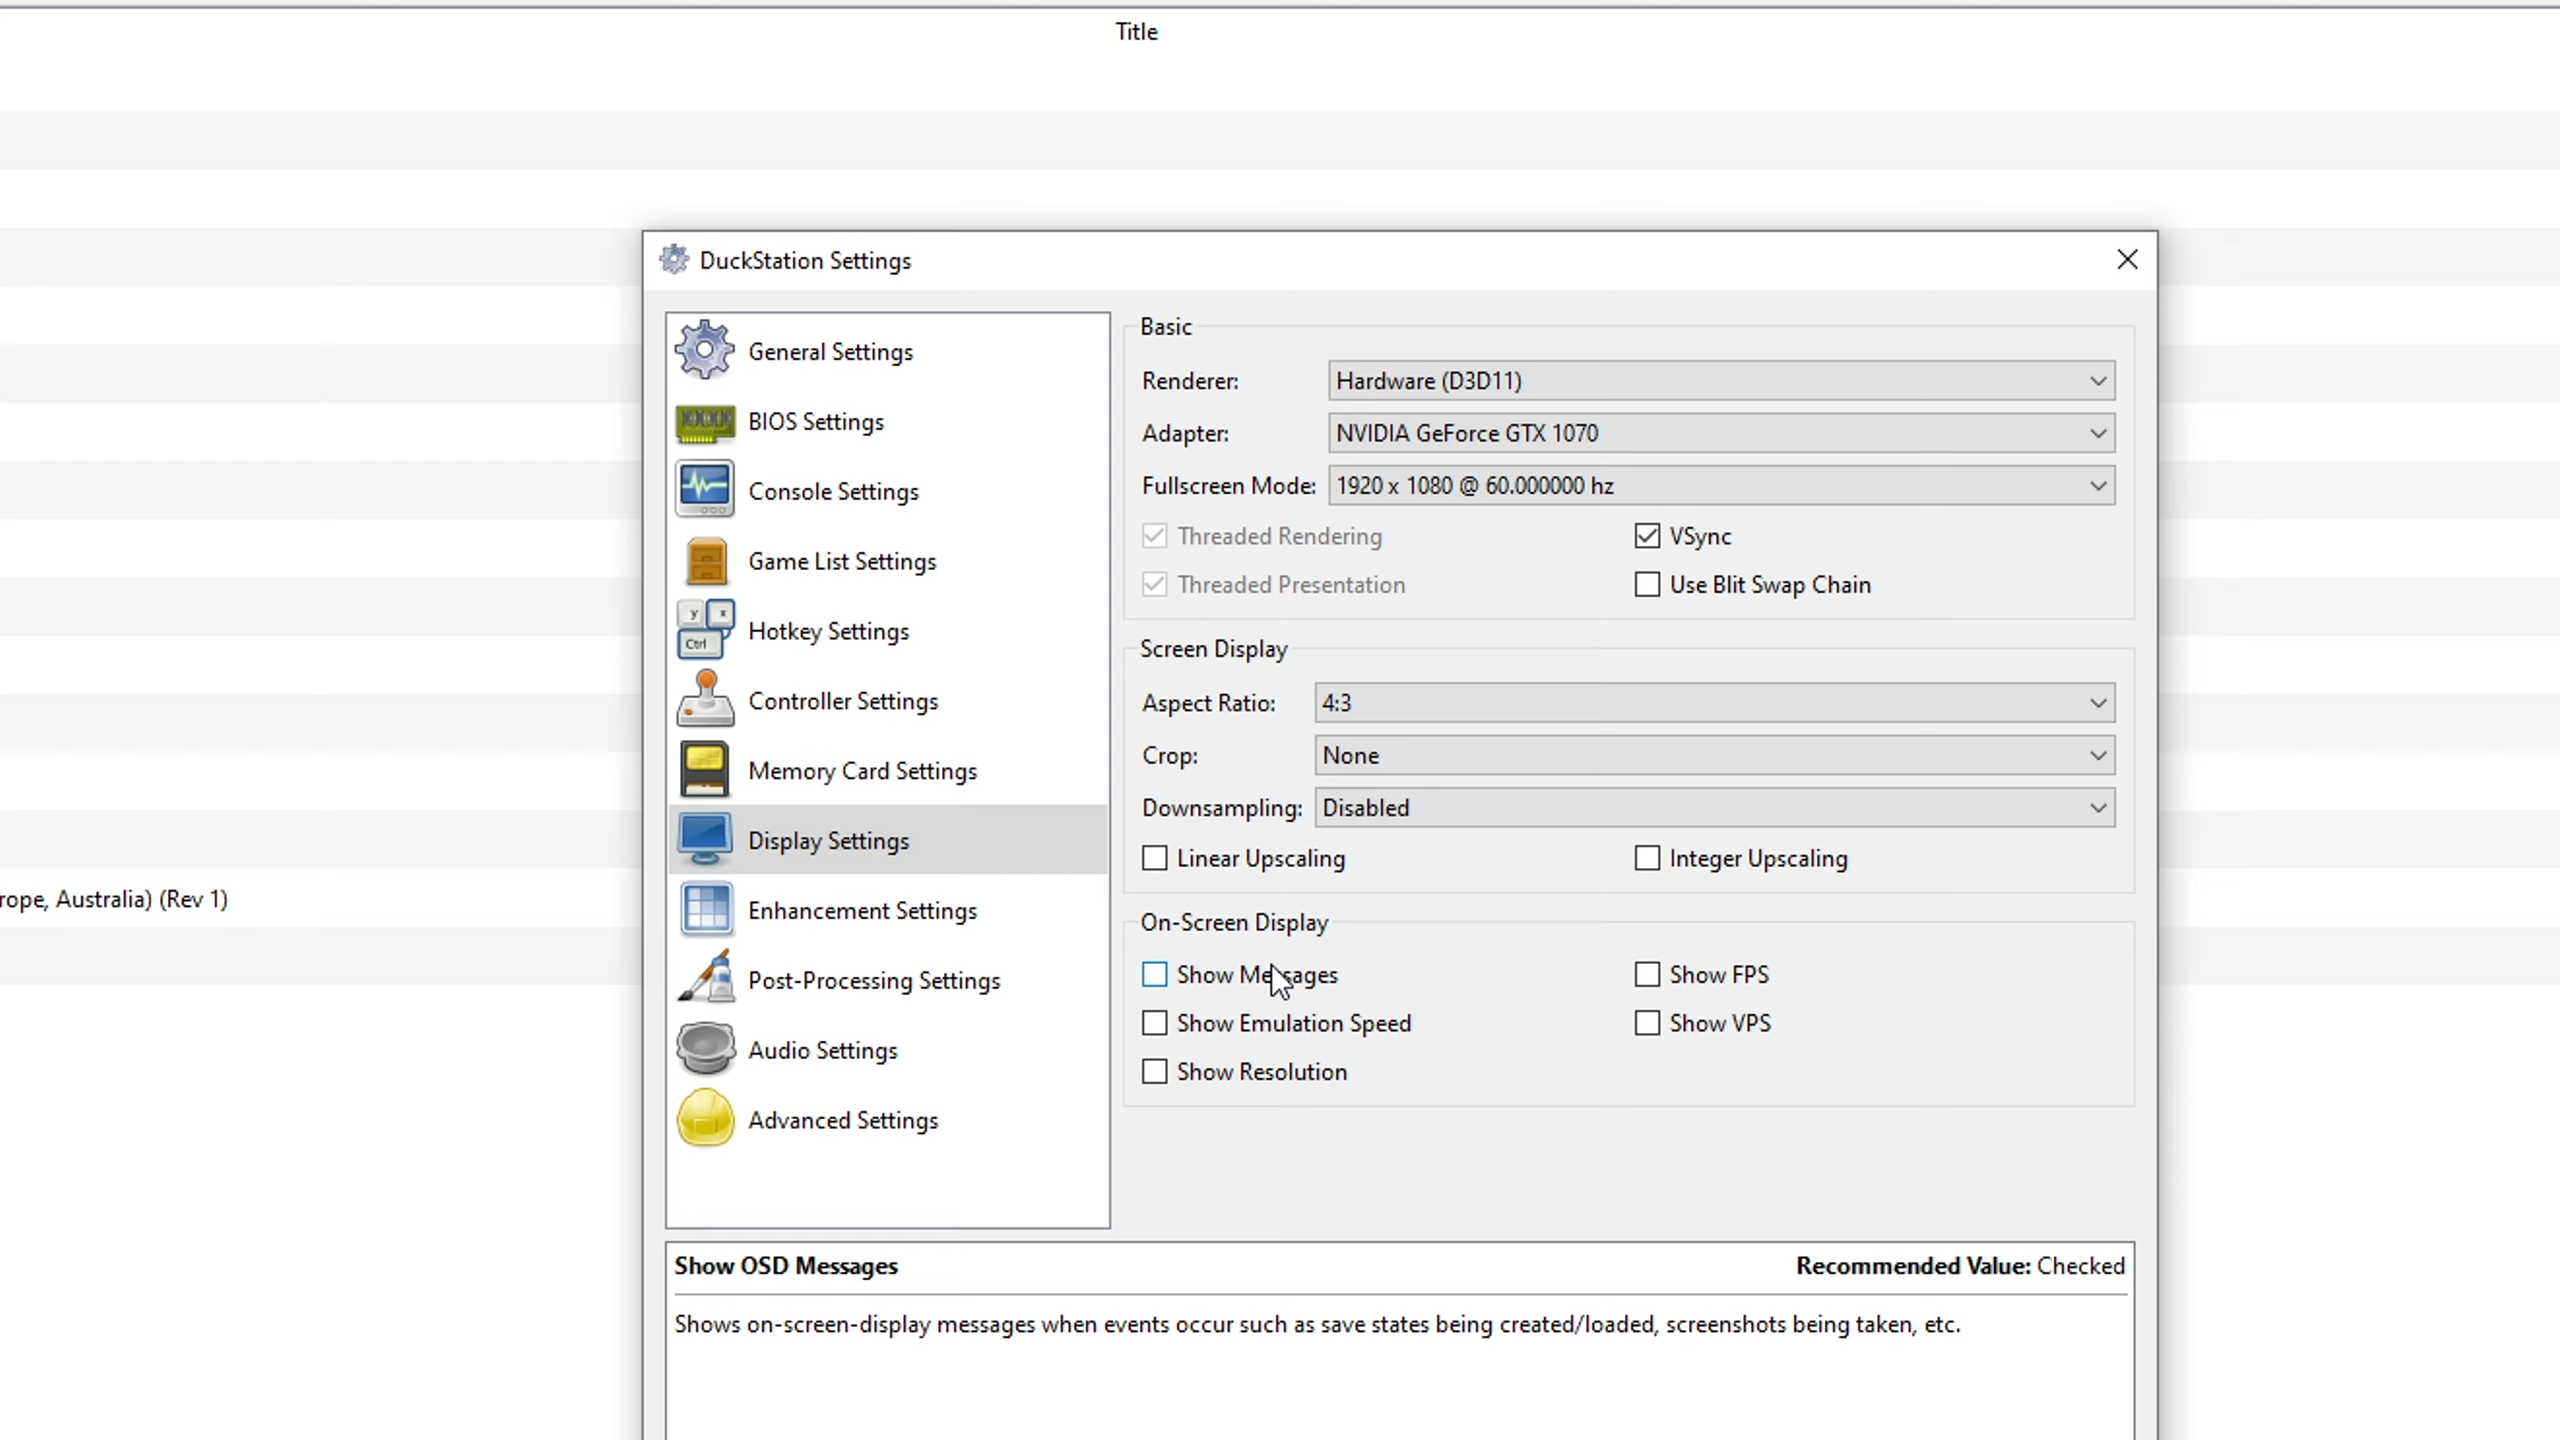 Title
rope, Australia) (Rev 1)
DuckStation Settings
General Settings
BIOS Settings
Console Settings
Game List Settings
Hotkey Settings
Controller Settings
Memory Card Settings
Display Settings
Enhancement Settings
Post-Processing Settings
Audio Settings
Advanced Settings
Basic
Renderer: Hardware (D3D11)
Adapter: NVIDIA GeForce GTX 1070
Fullscreen Mode: 1920 x 1080 @ 60.000000 hz
Threaded Rendering VSync
Threaded Presentation Use Blit Swap Chain
Screen Display
Aspect Ratio: 4:3
Crop: None
Downsampling: Disabled
Linear Upscaling Integer Upscaling
On-Screen Display
Show Messages Show FPS
Show Emulation Speed Show VPS
Show Resolution
Show OSD Messages Recommended Value: Checked
Shows on-screen-display messages when events occur such as save states being created/loaded, screenshots being taken, etc.